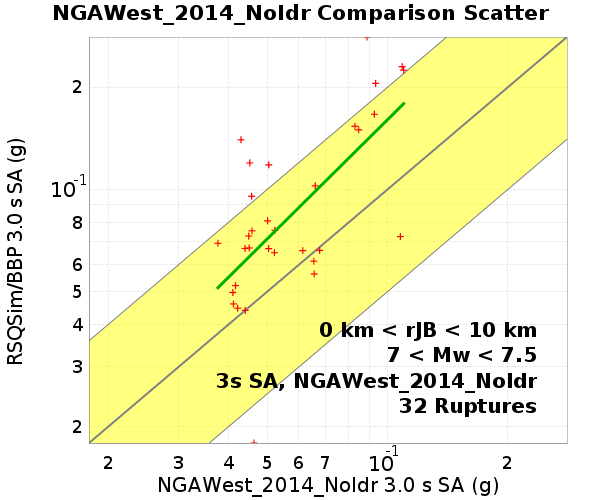 NGAWest_2014_NoIdr Comparison Scatter
RSQSim/BBP 3.0 s SA (g)
2
10-1
8
6
5
4
3
2
0 km < rJB < 10 km
7 < Mw < 7.5
3s SA, NGAWest_2014_NoIdr
32 Ruptures
2 3 4 5 6 7 10-1 2
NGAWest_2014_NoIdr 3.0 s SA (g)